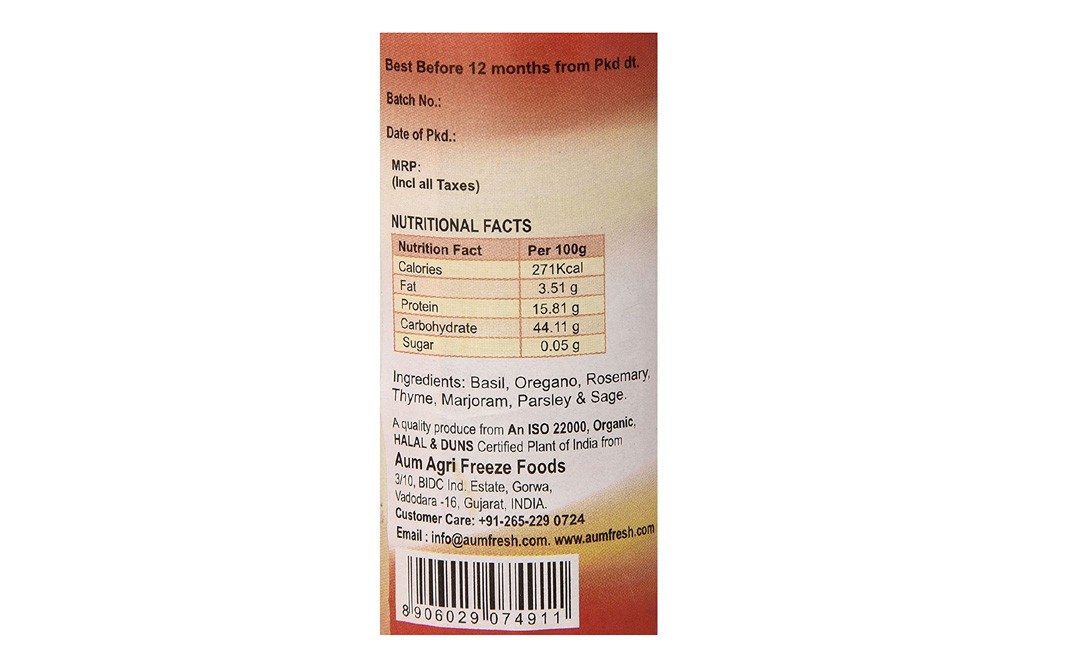 Best Before 12 months from Pkd dt.
Batch No.:
Date of Pkd.:
MRP:
(Incl all Taxes)
NUTRITIONAL FACTS
Nutrition Fact Per 100g
Calories 271Kcal
Fat 3.51 g
Protein 15.81 g
Carbohydrate 44.11 g
Sugar 0.05 g
Ingredients: Basil, Oregano, Rosemary,
Thyme, Marjoram, Parsley & Sage.
A quality produce from An ISO 22000, Organic,
HALAL & DUNS Certified Plant of India from
Aum Agri Freeze Foods
3/10, BIDC Ind. Estate, Gorwa,
Vadodara -16, Gujarat, INDIA.
Customer Care: +91-265-229 0724
Email : info@aumfresh.com. www.aumfresh.com
8 906029 074911